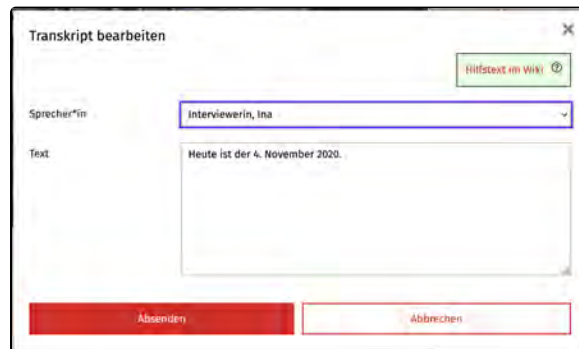 Transkript bearbeiten
Hilfstext im Wiki
Sprecher*in
Interviewerin, Ina
Text
Heute ist der 4. November 2020.
Absenden
Abbrechen